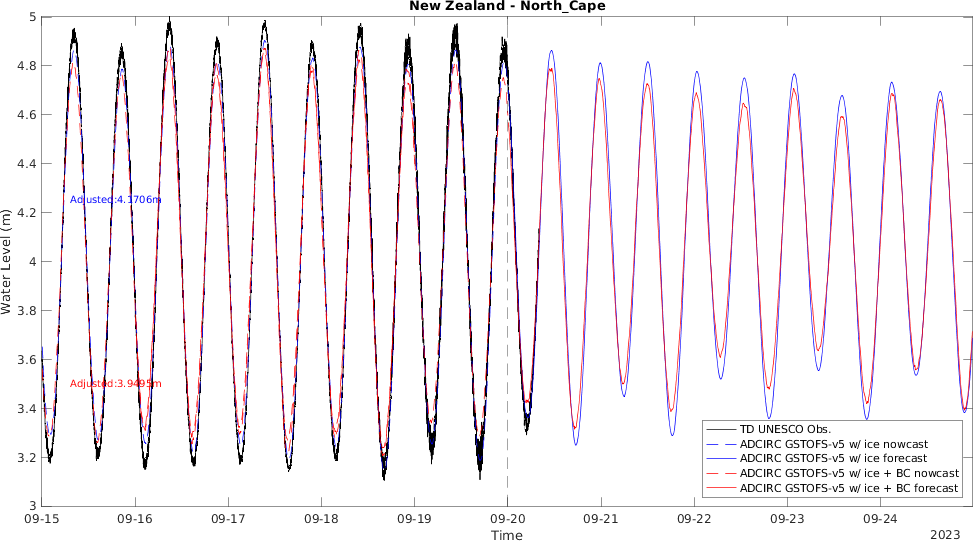 New Zealand - North_Cape
Water Level (m)
5
4.8
4.6
4.4
4.2
4
3.8
3.6
3.4
3.2
3
Adjusted:4.1706m
Adjusted:3.9495m
TD UNESCO Obs.
ADCIRC GSTOFS-v5 w/ ice nowcast
ADCIRC GSTOFS-v5 w/ ice forecast
ADCIRC GSTOFS-v5 w/ ice + BC nowcast
ADCIRC GSTOFS-v5 w/ ice + BC forecast
09-15 09-16 09-17 09-18 09-19 09-20 09-21 09-22 09-23 09-24
Time
2023